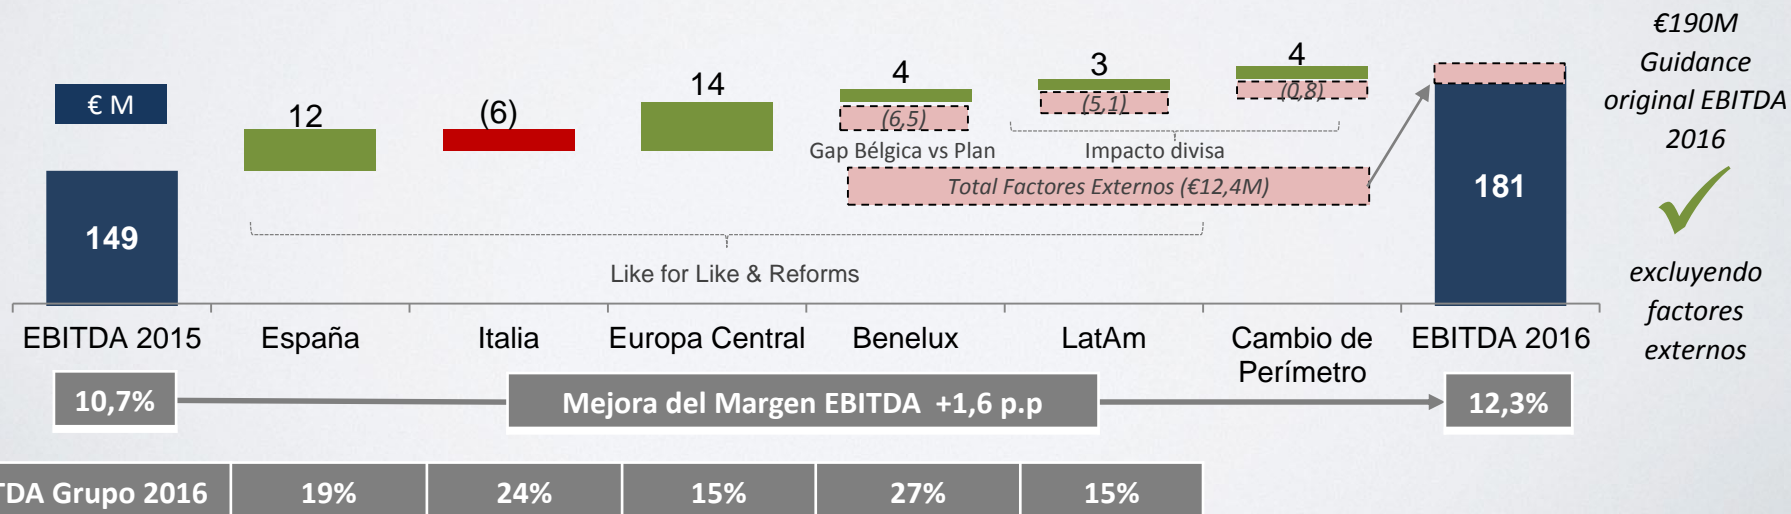 €190M
Guidance
original EBITDA
2016
excluyendo
factores
externos
€ M
12
(6)
14
4
3
4
(6,5)
(5,1)
(0,8)
Gap Bélgica vs Plan
Impacto divisa
Total Factores Externos (€12,4M)
149
181
Like for Like & Reforms
EBITDA 2015
España
Italia
Europa Central
Benelux
LatAm
Cambio de
Perímetro
EBITDA 2016
10,7%
Mejora del Margen EBITDA +1,6 p.p
12,3%
TDA Grupo 2016
19%
24%
15%
27%
15%